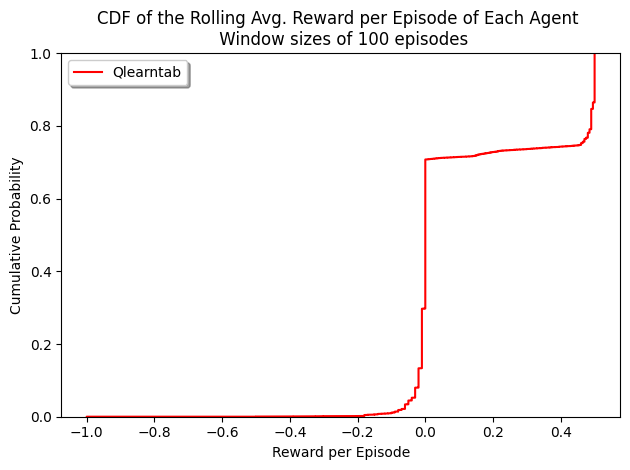 CDF of the Rolling Avg. Reward per Episode of Each Agent
Window sizes of 100 episodes
Qlearntab
1.0
0.8
0.6
0.4
0.2
0.0
Cumulative Probability
−1.0 −0.8 −0.6 −0.4 −0.2 0.0 0.2 0.4
Reward per Episode